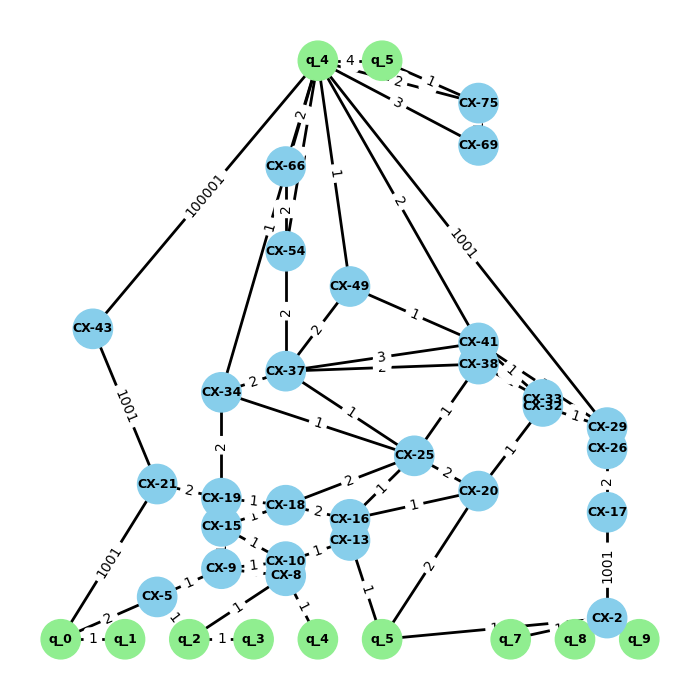 q_4 4 q_5
2 1
CX-75
3
2
CX-69
CX-66
1
100001
2
2
1
1001
CX-54
CX-49
2
2
1
CX-43
CX-41
3
CX-38
1
CX-37
2
CX-34
CX-33
CX-32
1
1
1
1
CX-29
CX-26
1001
2
CX-25
2
2
2
CX-21
2
CX-19
1
CX-18
1
CX-20
1
1
2
CX-17
CX-16
CX-15
1
1
CX-13
CX-10
1
CX-9
1
CX-8
1001
2
1001
1
CX-5
1
1
1
1
2
1
CX-2
q_0 1 q_1
q_2 1 q_3
q_4
q_5
q_7
q_8
q_9